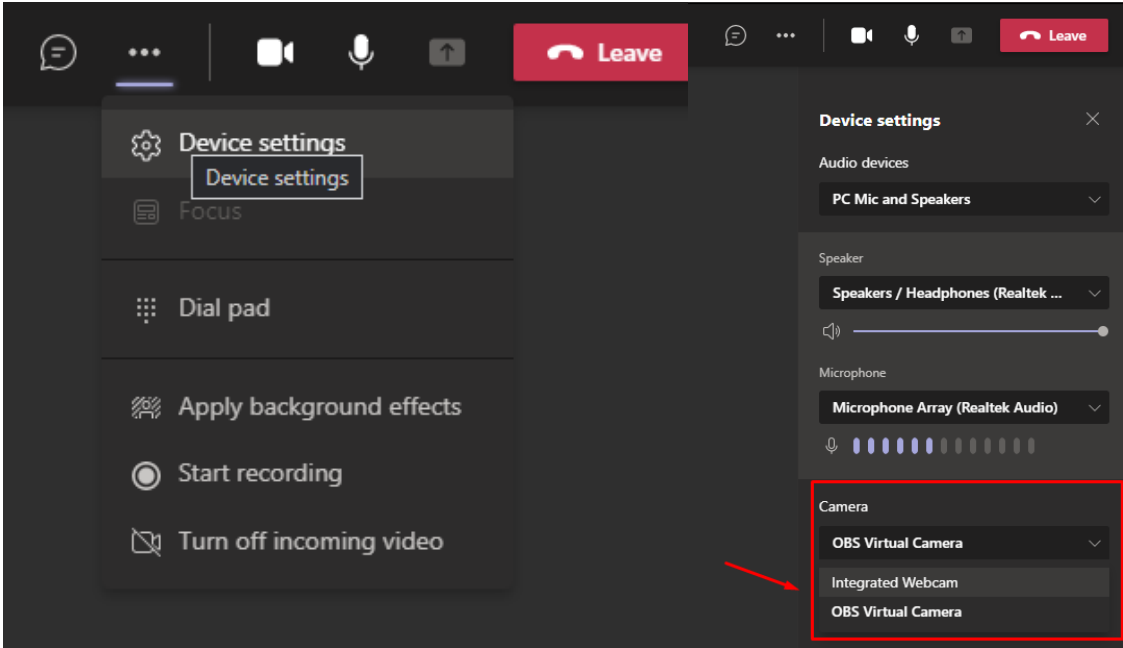 Leave
Device settings
Device settings
Focus
Dial pad
Apply background effects
Start recording
Turn off incoming video
Leave
Device settings
Audio devices
PC Mic and Speakers
Speaker
Speakers / Headphones (Realtek ...
Microphone
Microphone Array (Realtek Audio)
Camera
OBS Virtual Camera
Integrated Webcam
OBS Virtual Camera